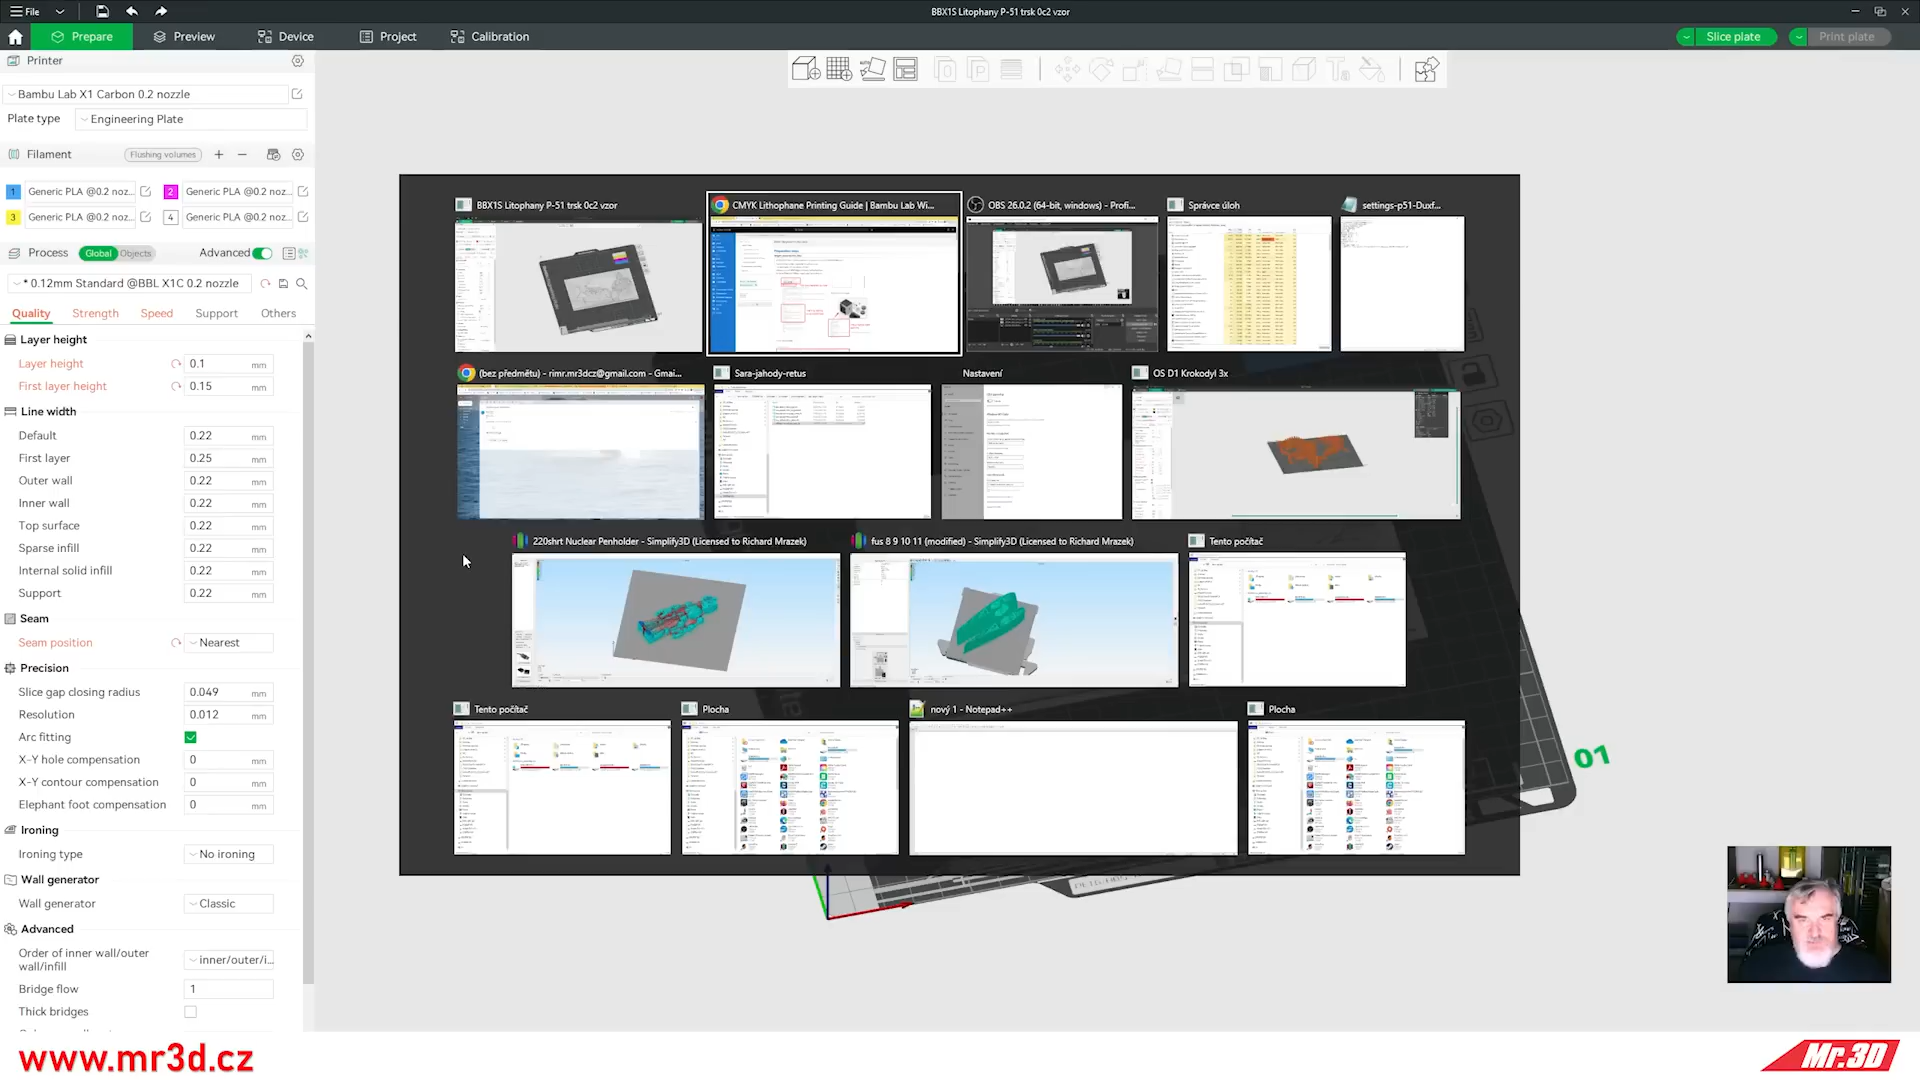 File
BBX1S Litophany P-51 trsk 0c2 vzor
Prepare
Preview
Device
Project
Calibration
Slice plate
Print plate
Printer
Bambu Lab X1 Carbon 0.2 nozzle
Plate type
Engineering Plate
Filament
Flushing volumes
1 Generic PLA @0.2 noz...
2 Generic PLA @0.2 noz...
3 Generic PLA @0.2 noz...
4 Generic PLA @0.2 noz...
Process
Global
Objects
Advanced
* 0.12mm Standard @BBL X1C 0.2 nozzle
Quality
Strength
Speed
Support
Others
Layer height
Layer height 0.1 mm
First layer height 0.15 mm
Line width
Default 0.22 mm
First layer 0.25 mm
Outer wall 0.22 mm
Inner wall 0.22 mm
Top surface 0.22 mm
Sparse infill 0.22 mm
Internal solid infill 0.22 mm
Support 0.22 mm
Seam
Seam position Nearest
Precision
Slice gap closing radius 0.049 mm
Resolution 0.012 mm
Arc fitting
X-Y hole compensation 0 mm
X-Y contour compensation 0 mm
Elephant foot compensation 0 mm
Ironing
Ironing type No ironing
Wall generator
Wall generator Classic
Advanced
Order of inner wall/outer
wall/infill
inner/outer/i...
Bridge flow 1
Thick bridges
BBX1S Litophany P-51 trsk 0c2 vzor
CMYK Lithophane Printing Guide | Bambu Lab Wi...
OBS 26.0.2 (64-bit, windows) - Profi...
Správce úloh
settings-p51-Duxf...
(bez předmětu) - rimr.mr3dcz@gmail.com - Gmai...
Sara-jahody-retus
Nastavení
OS D1 Krokodyl 3x
220shrt Nuclear Penholder - Simplify3D (Licensed to Richard Mrazek)
fus 8 9 10 11 (modified) - Simplify3D (Licensed to Richard Mrazek)
Tento počítač
Tento počítač
Plocha
nový 1 - Notepad++
Plocha
01
www.mr3d.cz
Mr.3D